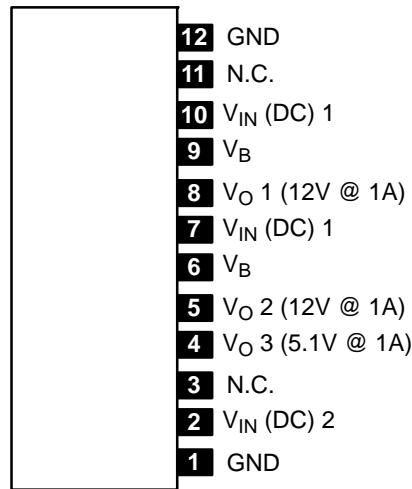 12 GND
11 N.C.
10 VIN (DC) 1
9 VB
8 VO 1 (12V @ 1A)
7 VIN (DC) 1
6 VB
5 VO 2 (12V @ 1A)
4 VO 3 (5.1V @ 1A)
3 N.C.
2 VIN (DC) 2
1 GND